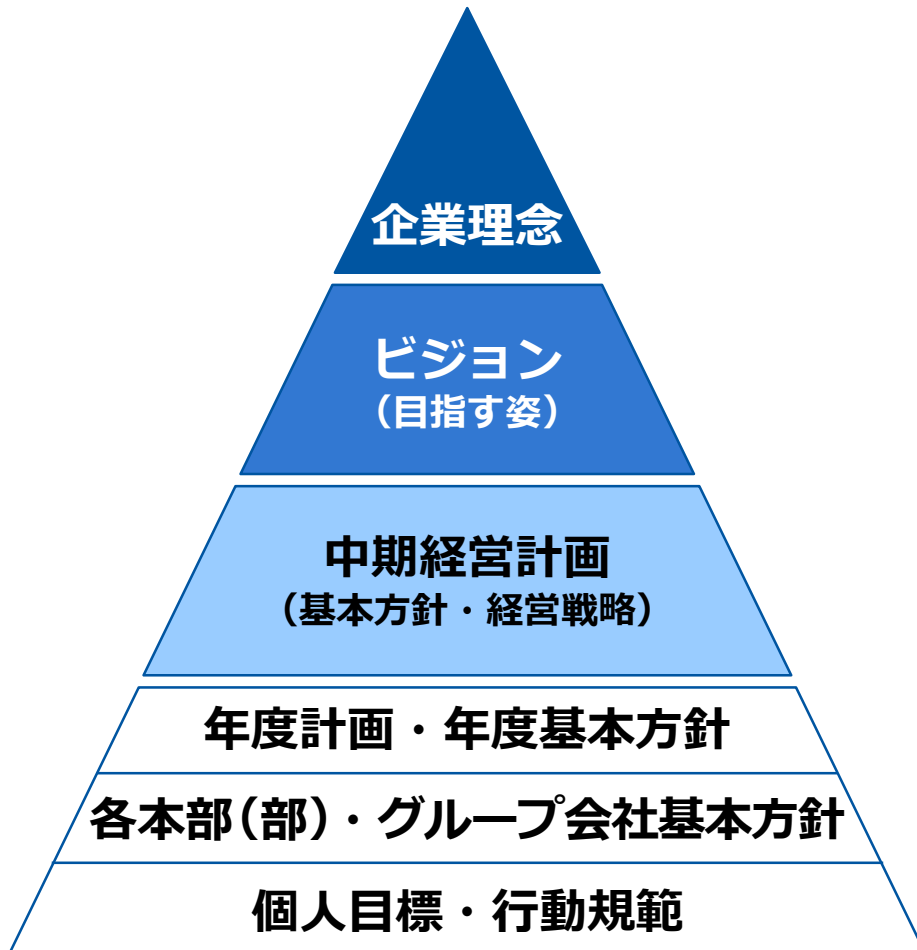 企業理念
ビジョン
（目指す姿）
中期経営計画
（基本方針・経営戦略）
年度計画・年度基本方針
各本部（部）・グループ会社基本方針
個人目標・行動規範